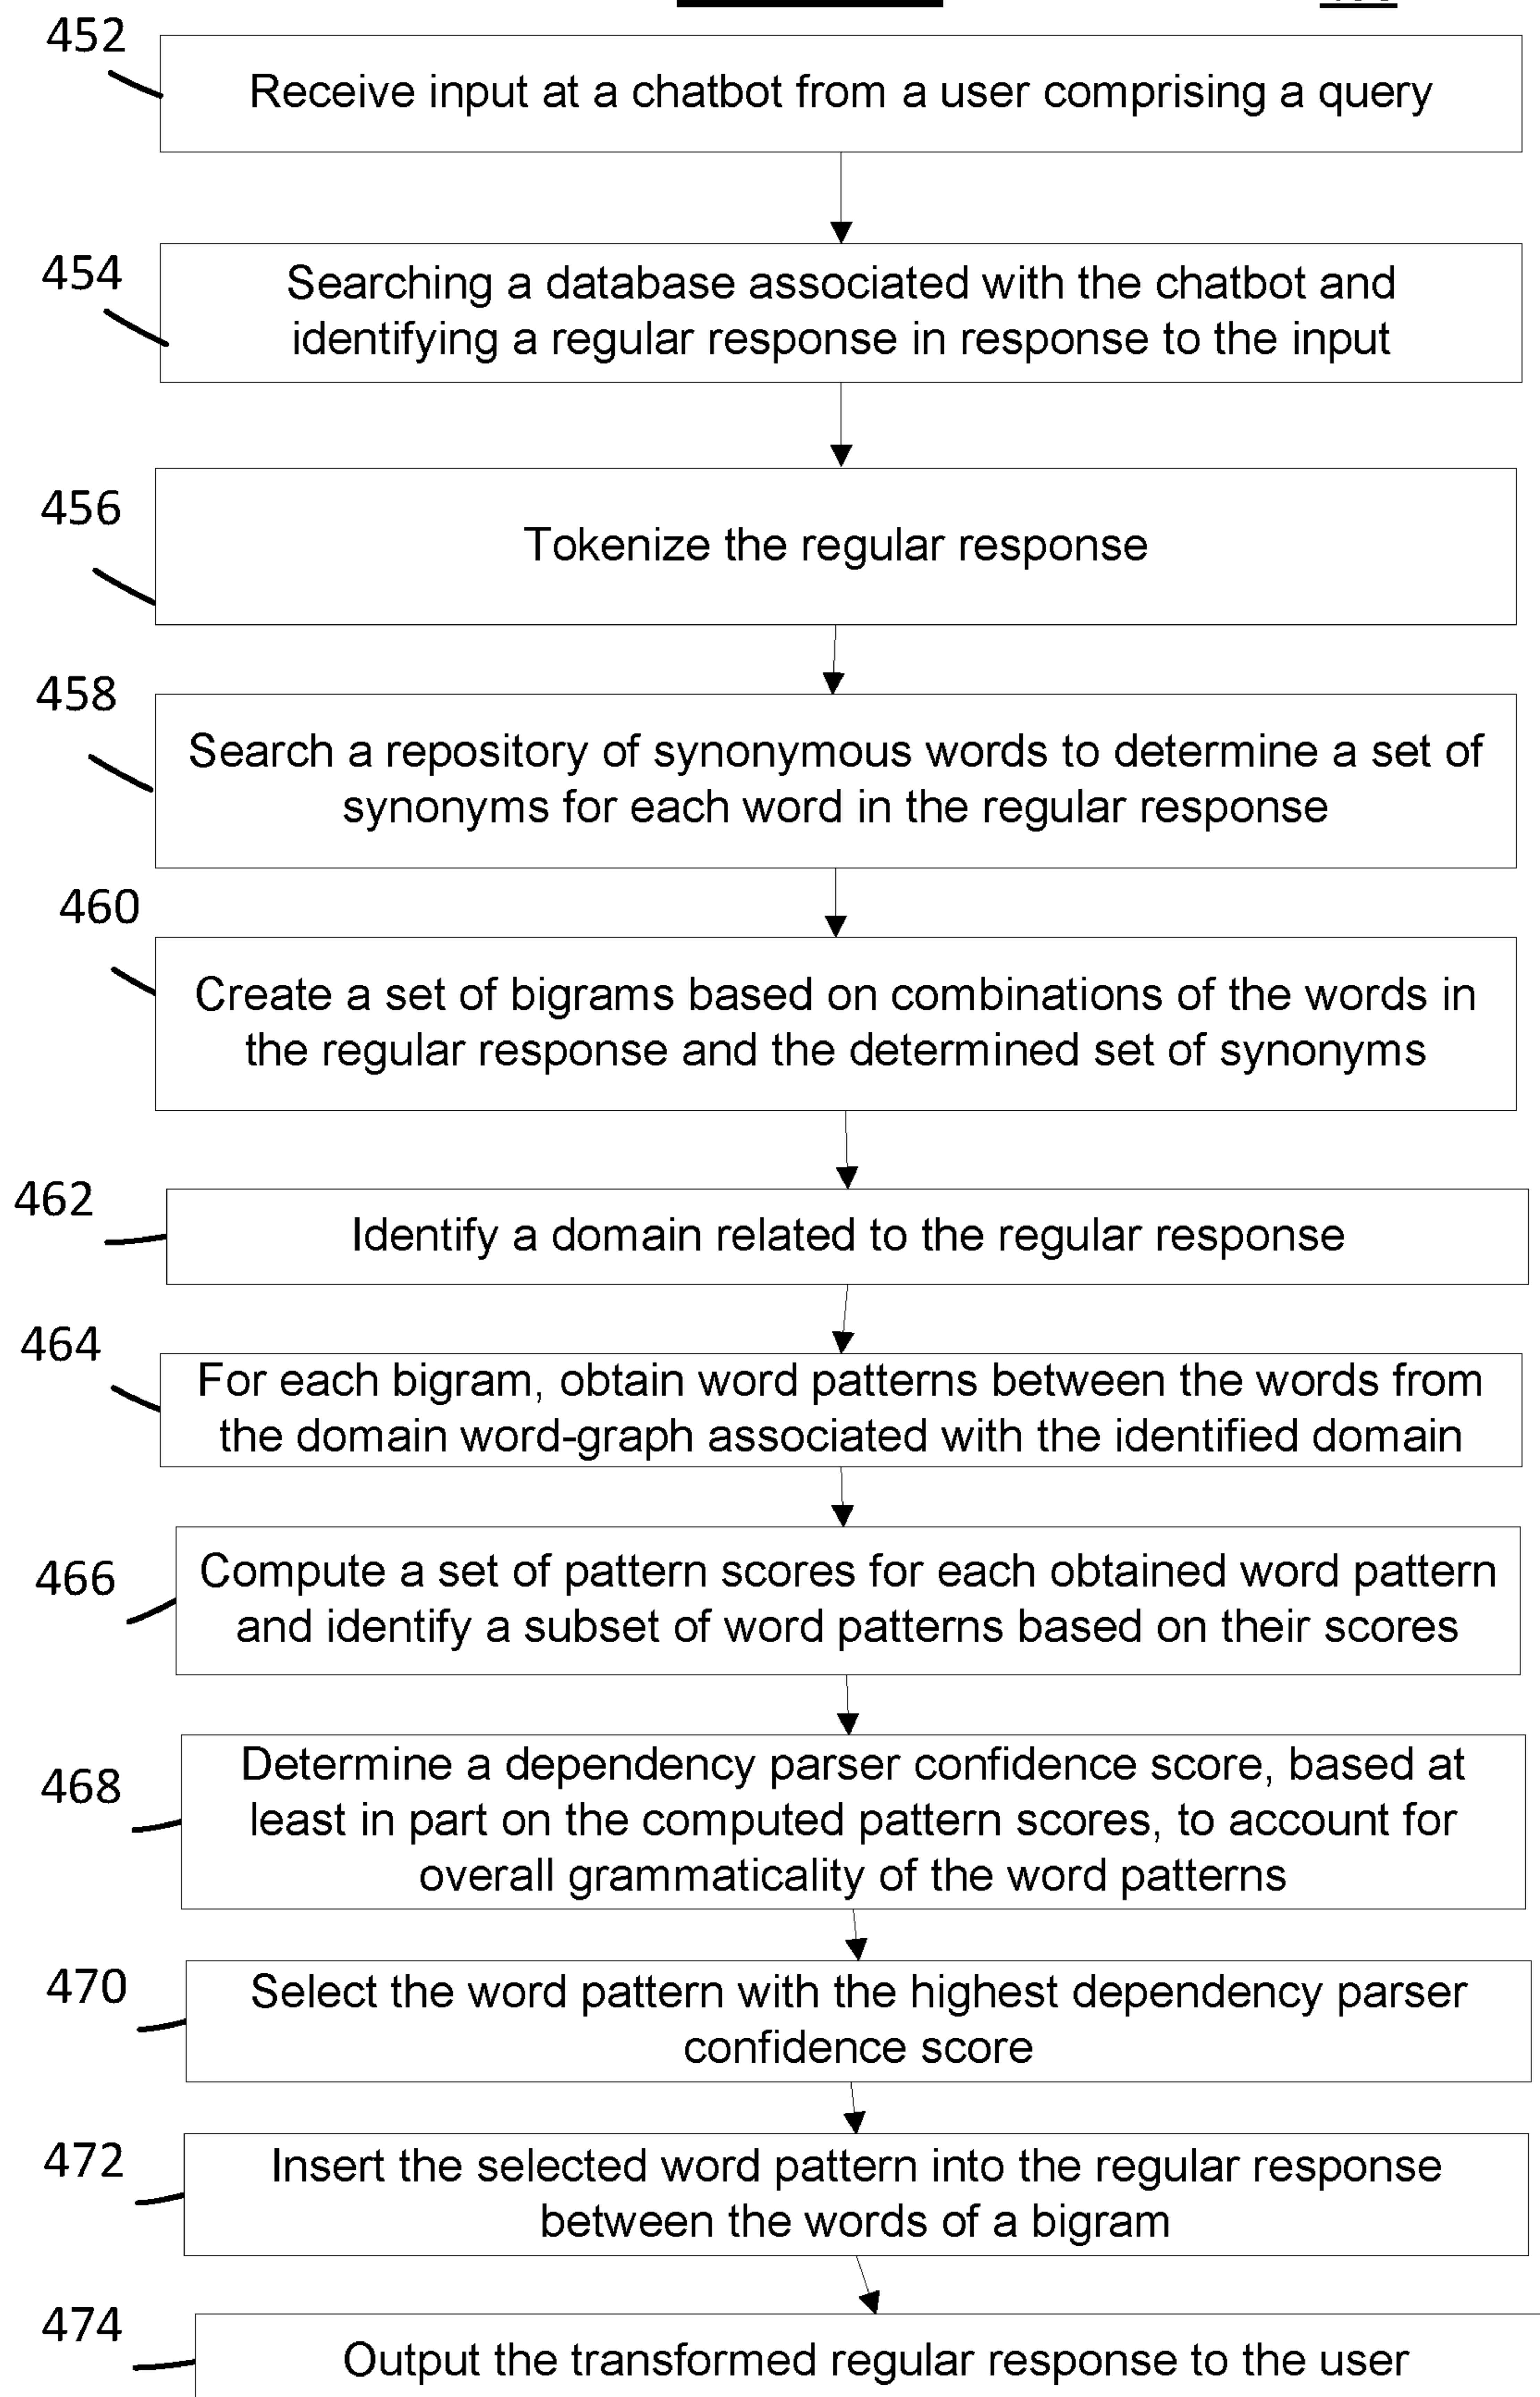 452
Receive input at a chatbot from a user comprising a query
454
Searching a database associated with the chatbot and
identifying a regular response in response to the input
456
Tokenize the regular response
458
Search a repository of synonymous words to determine a set of
synonyms for each word in the regular response
460
Create a set of bigrams based on combinations of the words in
the regular response and the determined set of synonyms
462
Identify a domain related to the regular response
464
For each bigram, obtain word patterns between the words from
the domain word-graph associated with the identified domain
466
Compute a set of pattern scores for each obtained word pattern
and identify a subset of word patterns based on their scores
468
Determine a dependency parser confidence score, based at
least in part on the computed pattern scores, to account for
overall grammaticality of the word patterns
470
Select the word pattern with the highest dependency parser
confidence score
472
Insert the selected word pattern into the regular response
between the words of a bigram
474
Output the transformed regular response to the user